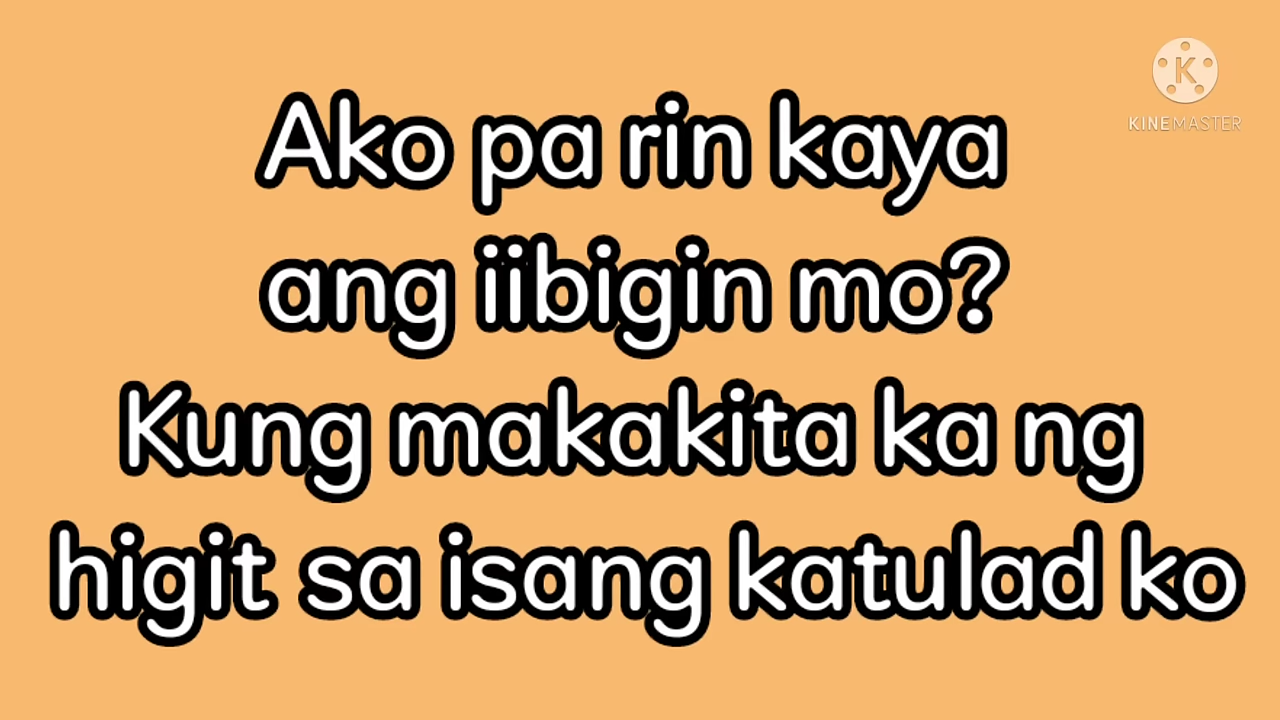 KINEMASTER
Ako pa rin kaya
ang iibigin mo?
Kung makakita ka ng
higit sa isang katulad ko